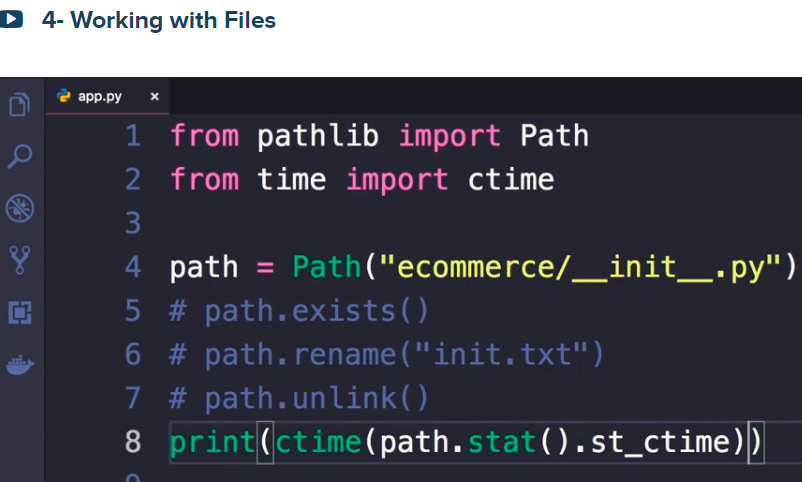 4- Working with Files
app.py ×
1 from pathlib import Path
2 from time import ctime
3
4 path = Path("ecommerce/__init__.py")
5 # path.exists()
6 # path.rename("init.txt")
7 # path.unlink()
8 print(ctime(path.stat().st_ctime))
9